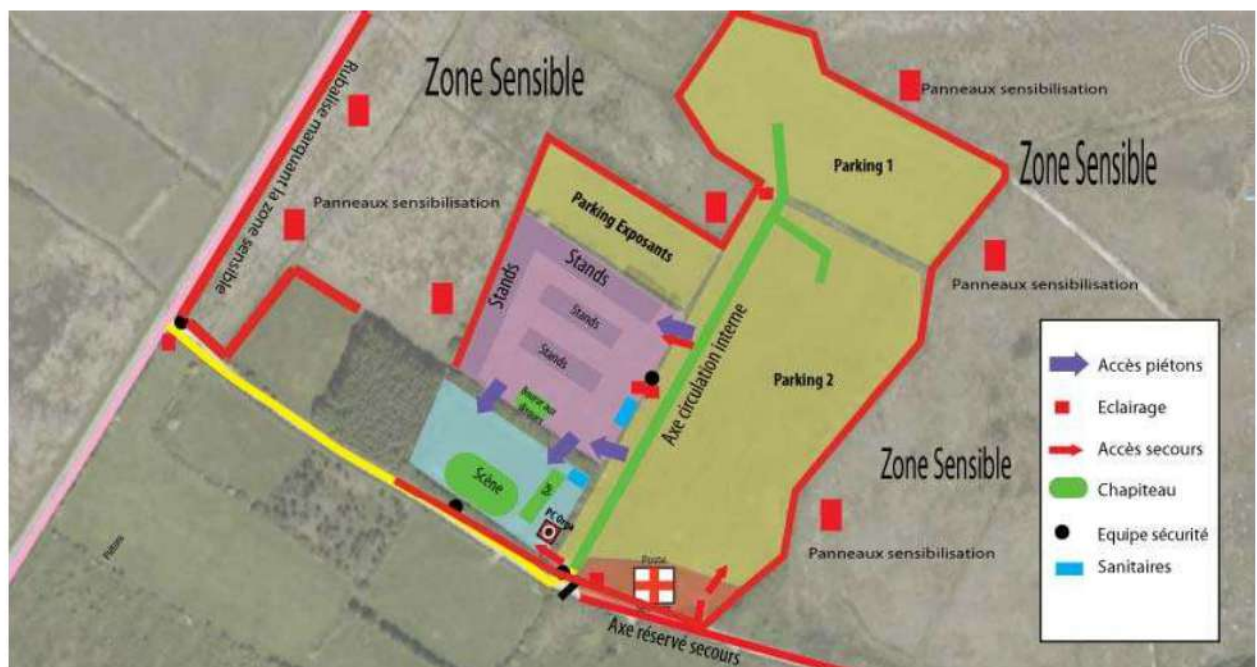 Zone Sensible
Panneaux sensibilisation
Rubalise marquant la zone sensible
Zone Sensible
Parking 1
Panneaux sensibilisation
Parking Exposants
Stands
Stands
Stands
Stands
Axe circulation interne
Parking 2
Panneaux sensibilisation
Zone Sensible
Scène
PC Orga
Panneaux sensibilisation
Piétons
Poste
Axe réservé secours
Accès piétons
Eclairage
Accès secours
Chapiteau
Equipe sécurité
Sanitaires